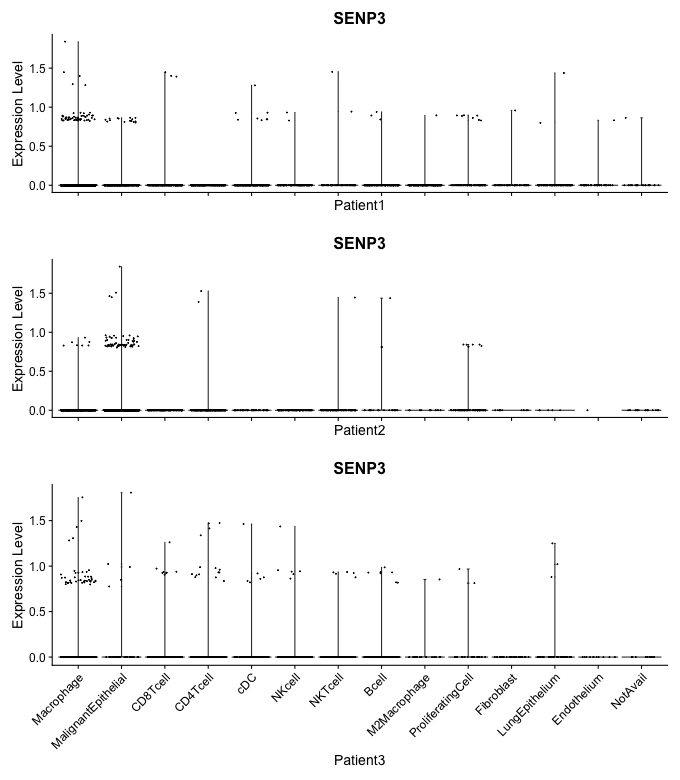 SENP3
Expression Level
1.5
1.0
0.5
0.0
Patient1
SENP3
Expression Level
1.5
1.0
0.5
0.0
Patient2
SENP3
Expression Level
1.5
1.0
0.5
0.0
Macrophage
MalignantEpithelial
CD8Tcell
CD4Tcell
cDC
NKcell
NKTcell
Bcell
M2Macrophage
ProliferatingCell
Fibroblast
LungEpithelium
Endothelium
NotAvail
Patient3